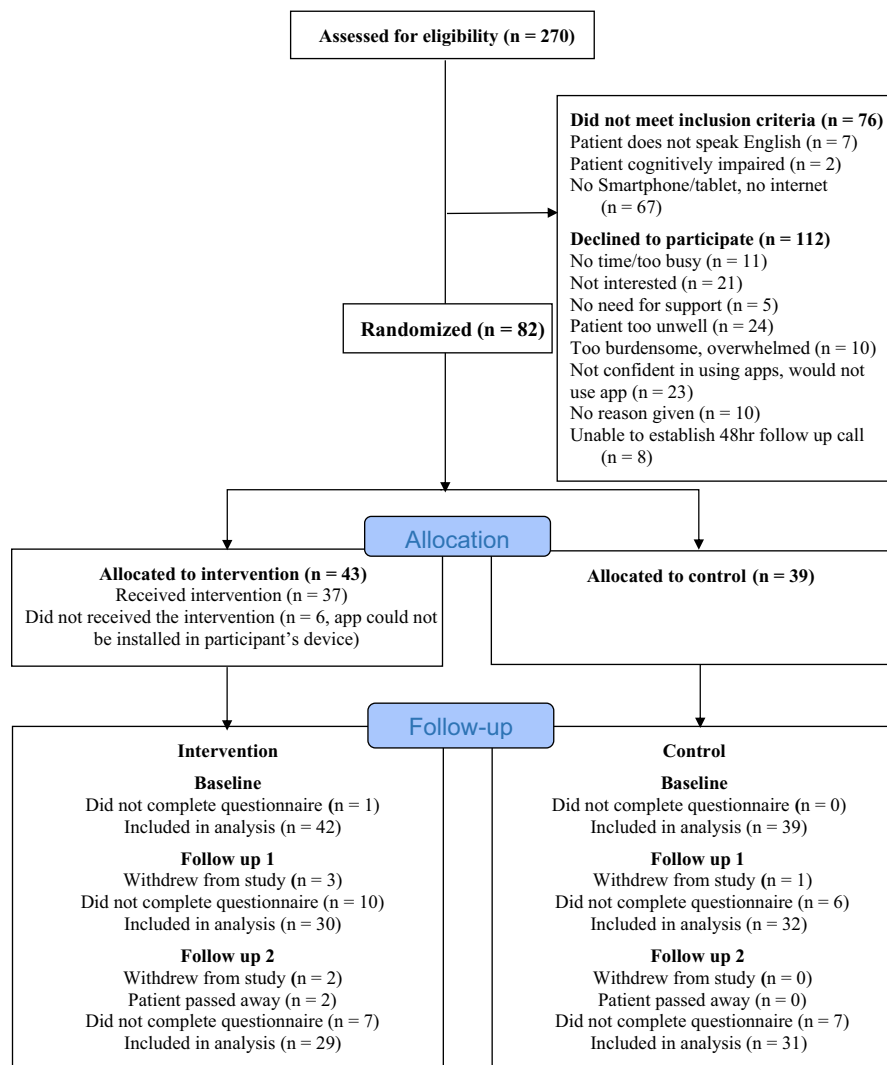 Assessed for eligibility (n = 270)
Did not meet inclusion criteria (n = 76)
Patient does not speak English (n = 7)
Patient cognitively impaired (n = 2)
No Smartphone/tablet, no internet
(n = 67)
Declined to participate (n = 112)
No time/too busy (n = 11)
Not interested (n = 21)
No need for support (n = 5)
Patient too unwell (n = 24)
Too burdensome, overwhelmed (n = 10)
Not confident in using apps, would not
use app (n = 23)
No reason given (n = 10)
Unable to establish 48hr follow up call
(n = 8)
Randomized (n = 82)
Allocation
Allocated to intervention (n = 43)
Received intervention (n = 37)
Did not received the intervention (n = 6, app could not
be installed in participant's device)
Allocated to control (n = 39)
Follow-up
Intervention
Baseline
Did not complete questionnaire (n = 1)
Included in analysis (n = 42)
Follow up 1
Withdrew from study (n = 3)
Did not complete questionnaire (n = 10)
Included in analysis (n = 30)
Follow up 2
Withdrew from study (n = 2)
Patient passed away (n = 2)
Did not complete questionnaire (n = 7)
Included in analysis (n = 29)
Control
Baseline
Did not complete questionnaire (n = 0)
Included in analysis (n = 39)
Follow up 1
Withdrew from study (n = 1)
Did not complete questionnaire (n = 6)
Included in analysis (n = 32)
Follow up 2
Withdrew from study (n = 0)
Patient passed away (n = 0)
Did not complete questionnaire (n = 7)
Included in analysis (n = 31)